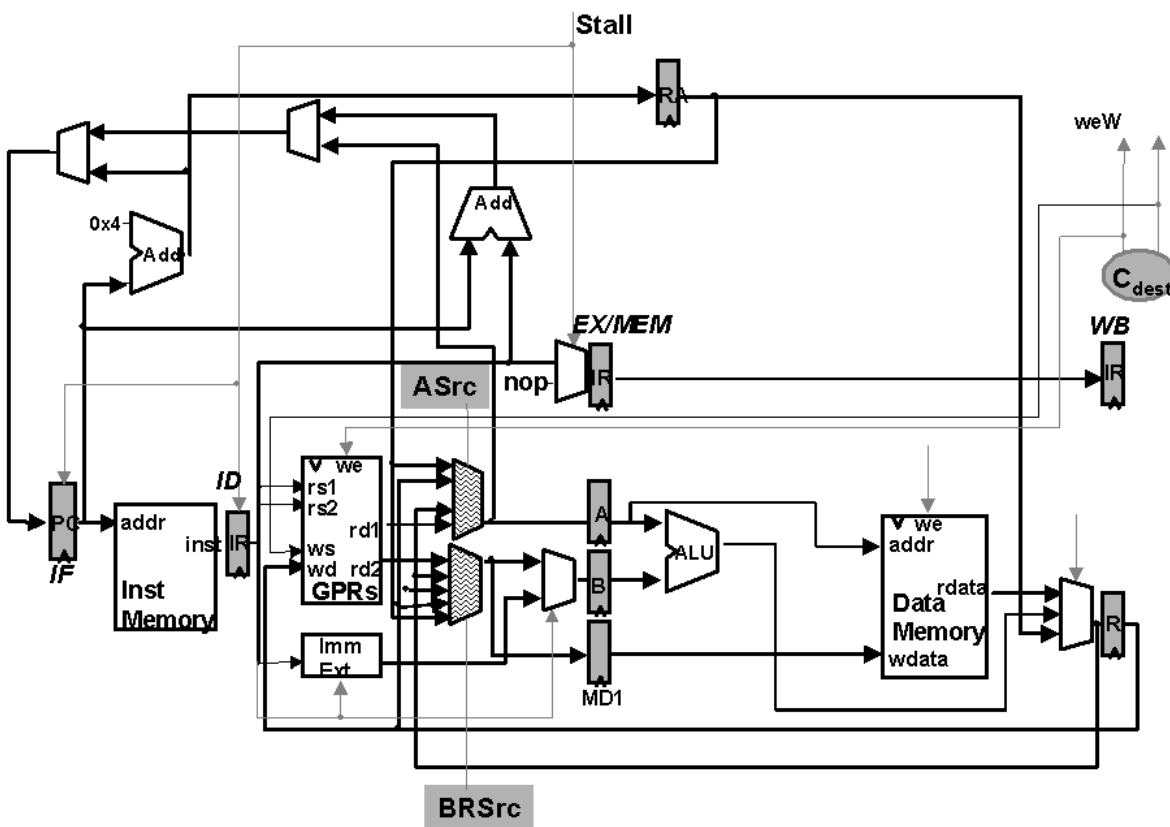 Stall
RA
weW
Add
0x4
Add
C dest
EX/MEM
WB
nop
IR
IR
ASrc
ID
we
rs1
rs2
rd1
PC
addr
inst
IR
IF
ws
wd
rd2
GPRs
Inst
Memory
A
ALU
B
we
addr
rdata
Data
Memory
wdata
R
Imm
Ext
MD1
BRSrc